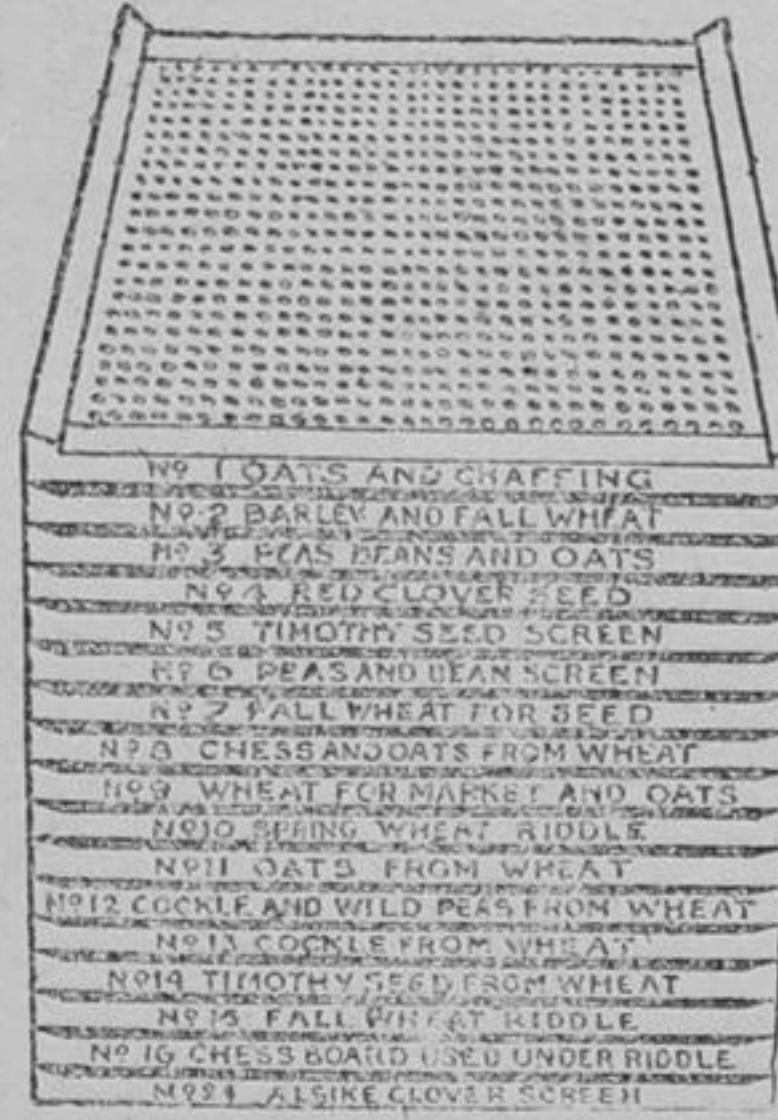 Nº 1 OATS AND CHAFFING
Nº 2 BARLEY AND FALL WHEAT
Nº 3 PEAS BEANS AND OATS
Nº 4 RED CLOVER SEED
Nº 5 TIMOTHY SEED SCREEN
Nº 6 PEAS AND BEAN SCREEN
Nº 7 FALL WHEAT FOR SEED
Nº 8 CHESS AND OATS FROM WHEAT
Nº 9 WHEAT FOR MARKET AND OATS
Nº 10 SPRING WHEAT RIDDLE
Nº 11 OATS FROM WHEAT
Nº 12 COCKLE AND WILD PEAS FROM WHEAT
Nº 13 COCKLE FROM WHEAT
Nº 14 TIMOTHY SEED FROM WHEAT
Nº 15 FALL WHEAT RIDDLE
Nº 16 CHESS BOARD USED UNDER RIDDLE
Nº 24 ALSIKE CLOVER SCREEN